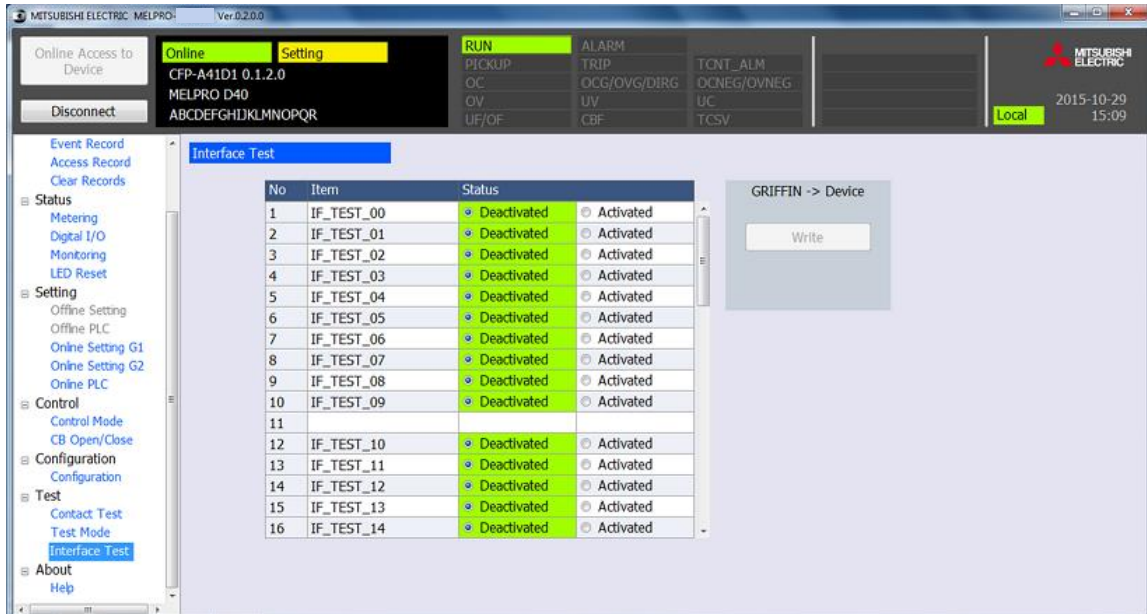 MITSUBISHI ELECTRIC MELPRO- Ver.0.2.0.0
Online Access to
Device
Disconnect
Online Setting
CFP-A41D1 0.1.2.0
MELPRO D40
ABCDEFGHIJKLMNOPQR
RUN ALARM
PICKUP TRIP TCNT_ALM
OC OCG/OVG/DIRG OCNEG/OVNEG
OV UV UC
UF/OF CBF TCSV
MITSUBISHI
ELECTRIC
2015-10-29
Local 15:09
Event Record
Access Record
Clear Records
Status
Metering
Digital I/O
Monitoring
LED Reset
Setting
Offline Setting
Offline PLC
Online Setting G1
Online Setting G2
Online PLC
Control
Control Mode
CB Open/Close
Configuration
Configuration
Test
Contact Test
Test Mode
Interface Test
About
Help
Interface Test
No Item Status
1 IF_TEST_00 Deactivated Activated
2 IF_TEST_01 Deactivated Activated
3 IF_TEST_02 Deactivated Activated
4 IF_TEST_03 Deactivated Activated
5 IF_TEST_04 Deactivated Activated
6 IF_TEST_05 Deactivated Activated
7 IF_TEST_06 Deactivated Activated
8 IF_TEST_07 Deactivated Activated
9 IF_TEST_08 Deactivated Activated
10 IF_TEST_09 Deactivated Activated
11
12 IF_TEST_10 Deactivated Activated
13 IF_TEST_11 Deactivated Activated
14 IF_TEST_12 Deactivated Activated
15 IF_TEST_13 Deactivated Activated
16 IF_TEST_14 Deactivated Activated
GRIFFIN -> Device
Write